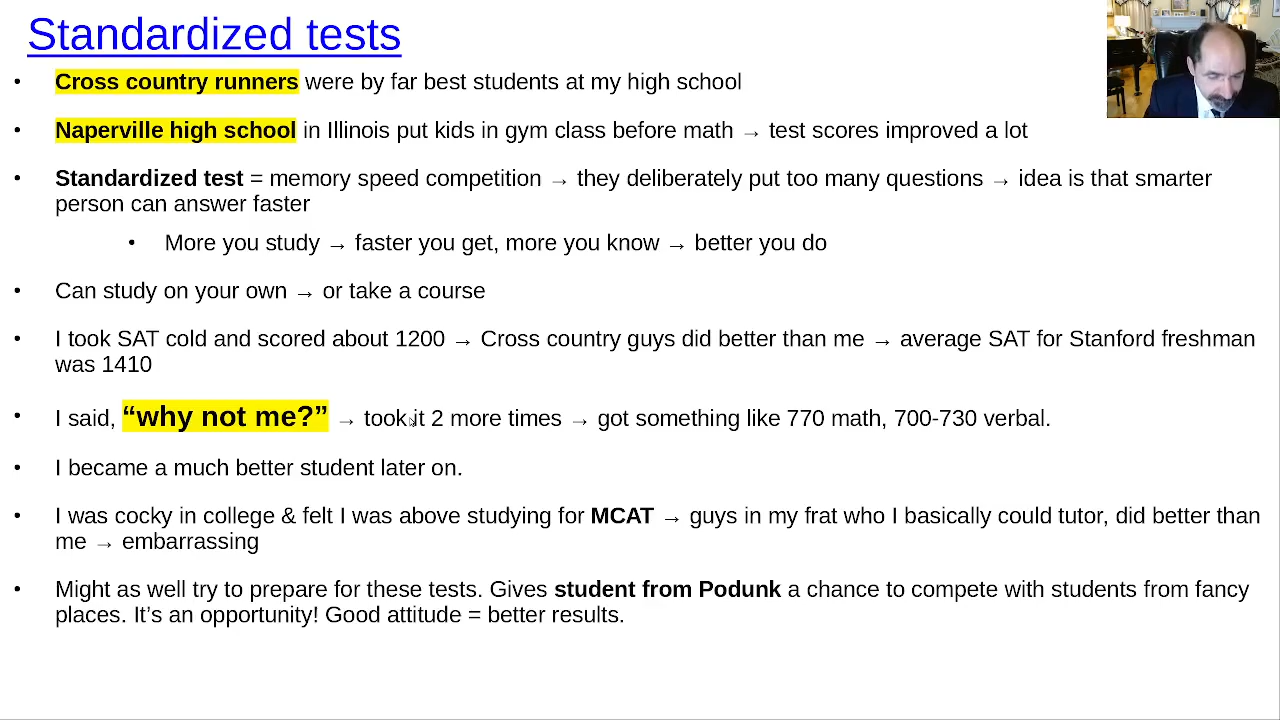 Standardized tests
• Cross country runners were by far best students at my high school
• Naperville high school in Illinois put kids in gym class before math → test scores improved a lot
• Standardized test = memory speed competition → they deliberately put too many questions → idea is that smarter
person can answer faster
• More you study → faster you get, more you know → better you do
• Can study on your own → or take a course
• I took SAT cold and scored about 1200 → Cross country guys did better than me → average SAT for Stanford freshman
was 1410
• I said, “why not me?” → took it 2 more times → got something like 770 math, 700-730 verbal.
• I became a much better student later on.
• I was cocky in college & felt I was above studying for MCAT → guys in my frat who I basically could tutor, did better than
me → embarrassing
• Might as well try to prepare for these tests. Gives student from Podunk a chance to compete with students from fancy
places. It’s an opportunity! Good attitude = better results.